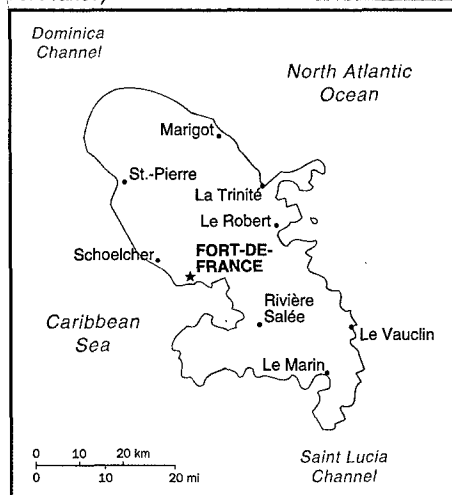 Dominica
Channel
North Atlantic
Ocean
Marigot
St.-Pierre
La Trinité
Le Robert
FORT-DE-
FRANCE
Schoelcher
Caribbean
Sea
Rivière
Salée
Le Vauclin
Le Marin
0 10 20 km
0 10 20 mi
Saint Lucia
Channel